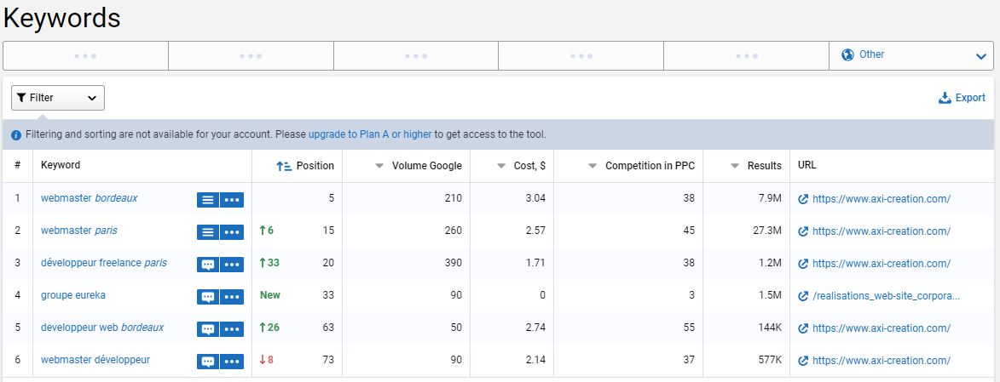 Keywords
Other
Filter
Export
Filtering and sorting are not available for your account. Please upgrade to Plan A or higher to get access to the tool.
# Keyword Position Volume Google Cost, $ Competition in PPC Results URL
1 webmaster bordeaux 5 210 3.04 38 7.9M https://www.axi-creation.com/
2 webmaster paris 6 15 260 2.57 45 27.3M https://www.axi-creation.com/
3 développeur freelance paris 33 20 390 1.71 38 1.2M https://www.axi-creation.com/
4 groupe eureka New 33 90 0 3 1.5M /realisations_web-site_corpora...
5 developpeur web bordeaux 26 63 50 2.74 55 144K https://www.axi-creation.com/
6 webmaster développeur 8 73 90 2.14 37 577K https://www.axi-creation.com/